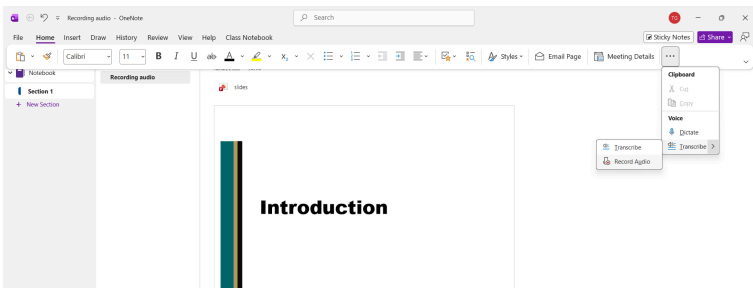 Recording audio - OneNote
Search
TG
File Home Insert Draw History Review View Help Class Notebook
Sticky Notes Share
Calibri 11 B I U ab A X₂ Styles Email Page Meeting Details
Notebook
Section 1
+ New Section
Recording audio
slides
Introduction
Clipboard
Cut
Copy
Voice
Dictate
Transcribe
Transcribe
Record Audio